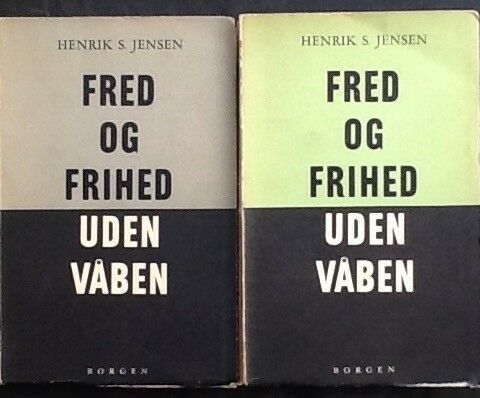 HENRIK S. JENSEN
FRED
OG
FRIHED
UDEN
VÅBEN
BORGEN
HENRIK S. JENSEN
FRED
OG
FRIHED
UDEN
VÅBEN
BORGEN